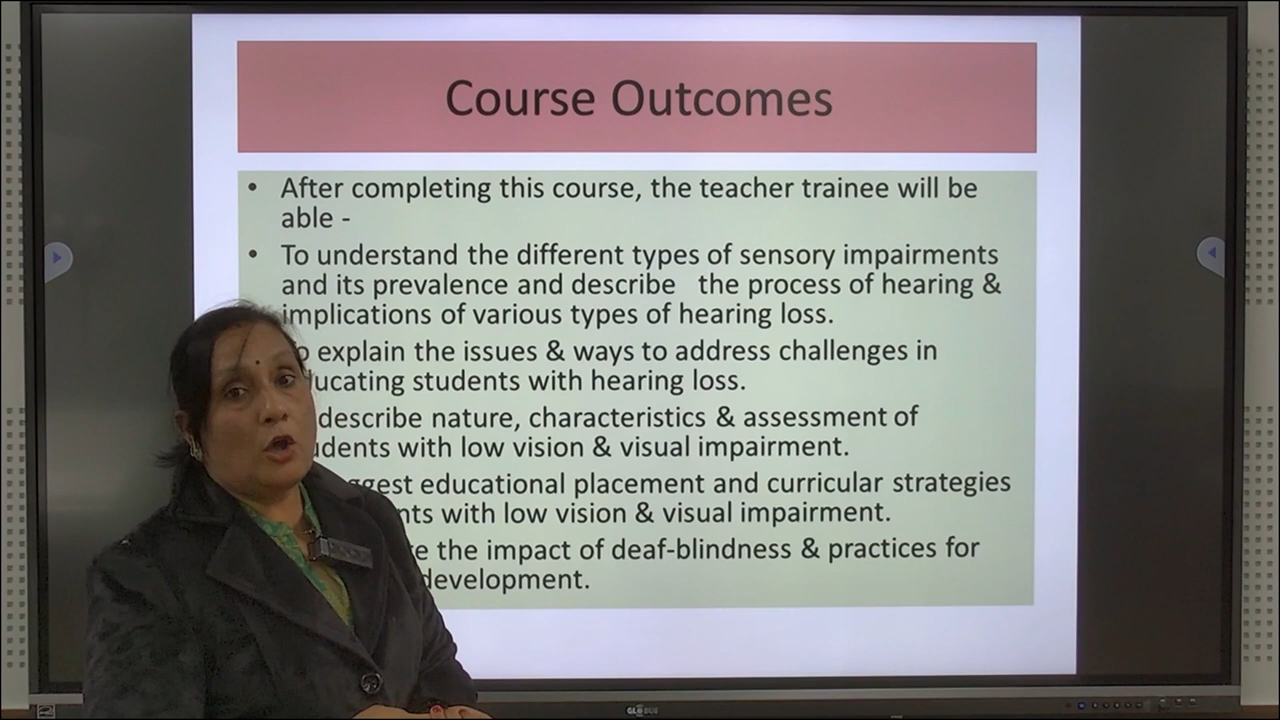 Course Outcomes
• After completing this course, the teacher trainee will be
able -
• To understand the different types of sensory impairments
and its prevalence and describe the process of hearing &
implications of various types of hearing loss.
explain the issues & ways to address challenges in
students with hearing loss.
describe nature, characteristics & assessment of
with low vision & visual impairment.
educational placement and curricular strategies
with low vision & visual impairment.
the impact of deaf-blindness & practices for
development.